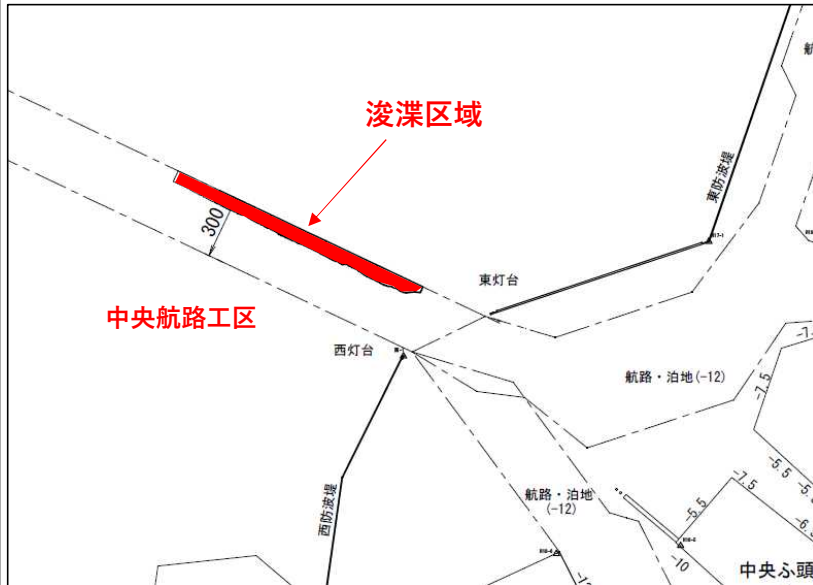 浚渫区域
航
東防波堤
300
東灯台
中央航路工区
西灯台
航路・泊地(-12)
-7.5
-5.5
-7.5
西防波堤
航路・泊地
(-12)
-5.5
-10
中央ふ頭